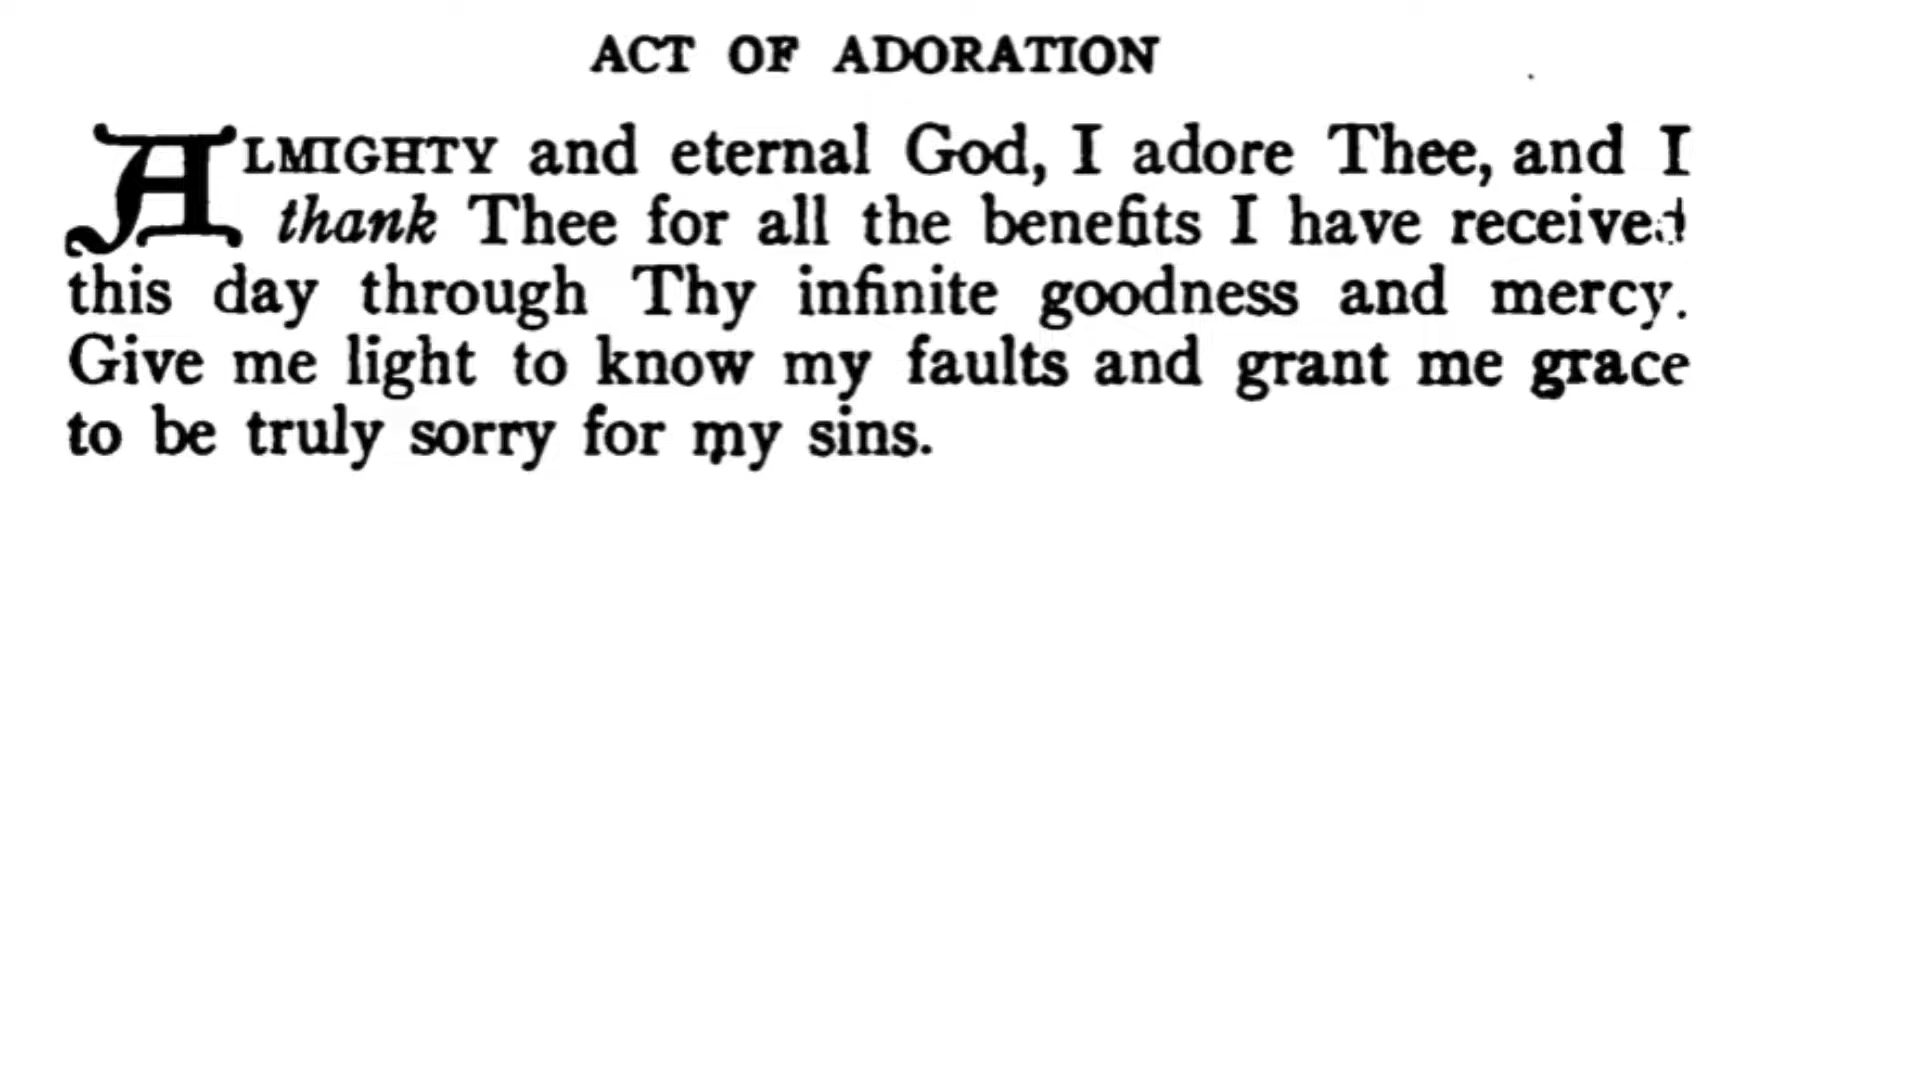 ACT OF ADORATION
ALMIGHTY and eternal God, I adore Thee, and I
thank Thee for all the benefits I have received
this day through Thy infinite goodness and mercy.
Give me light to know my faults and grant me grace
to be truly sorry for my sins.